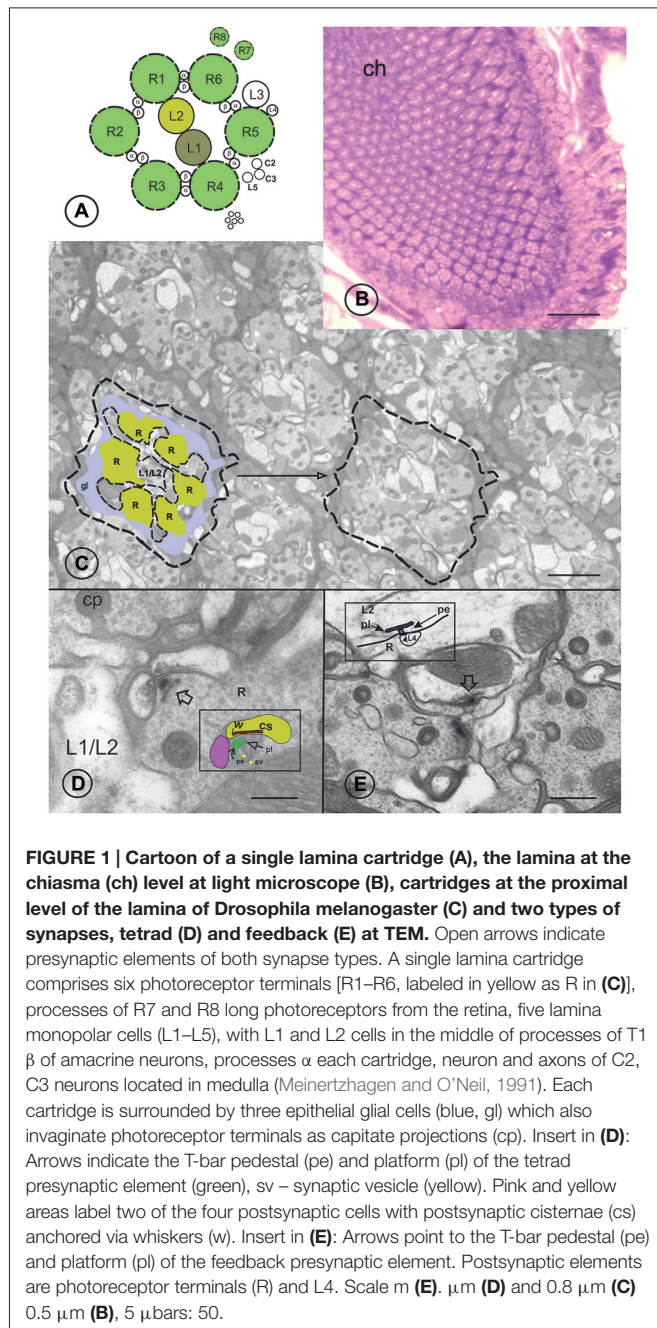 R8
R7
R1
α
β
R6
L3
L4
L2
R2
α
β
β
α
R5
L1
α
β
β
α
C2
C3
L5
R3
β
α
R4
A
ch
B
R
R
R
R
L1/L2
R
gl
R
R
C
cp
R
L1/L2
W
CS
pl
pe
sv
D
L2
pl
pe
L4
R
E
FIGURE 1 | Cartoon of a single lamina cartridge (A), the lamina at the
chiasma (ch) level at light microscope (B), cartridges at the proximal
level of the lamina of Drosophila melanogaster (C) and two types of
synapses, tetrad (D) and feedback (E) at TEM. Open arrows indicate
presynaptic elements of both synapse types. A single lamina cartridge
comprises six photoreceptor terminals [R1–R6, labeled in yellow as R in (C)],
processes of R7 and R8 long photoreceptors from the retina, five lamina
monopolar cells (L1–L5), with L1 and L2 cells in the middle of processes of T1
β of amacrine neurons, processes α each cartridge, neuron and axons of C2,
C3 neurons located in medulla (Meinertzhagen and O'Neil, 1991). Each
cartridge is surrounded by three epithelial glial cells (blue, gl) which also
invaginate photoreceptor terminals as capitate projections (cp). Insert in (D):
Arrows indicate the T-bar pedestal (pe) and platform (pl) of the tetrad
presynaptic element (green), sv – synaptic vesicle (yellow). Pink and yellow
areas label two of the four postsynaptic cells with postsynaptic cisternae (cs)
anchored via whiskers (w). Insert in (E): Arrows point to the T-bar pedestal (pe)
and platform (pl) of the feedback presynaptic element. Postsynaptic elements
are photoreceptor terminals (R) and L4. Scale m (E). μm (D) and 0.8 μm (C)
0.5 μm (B), 5 μbars: 50.